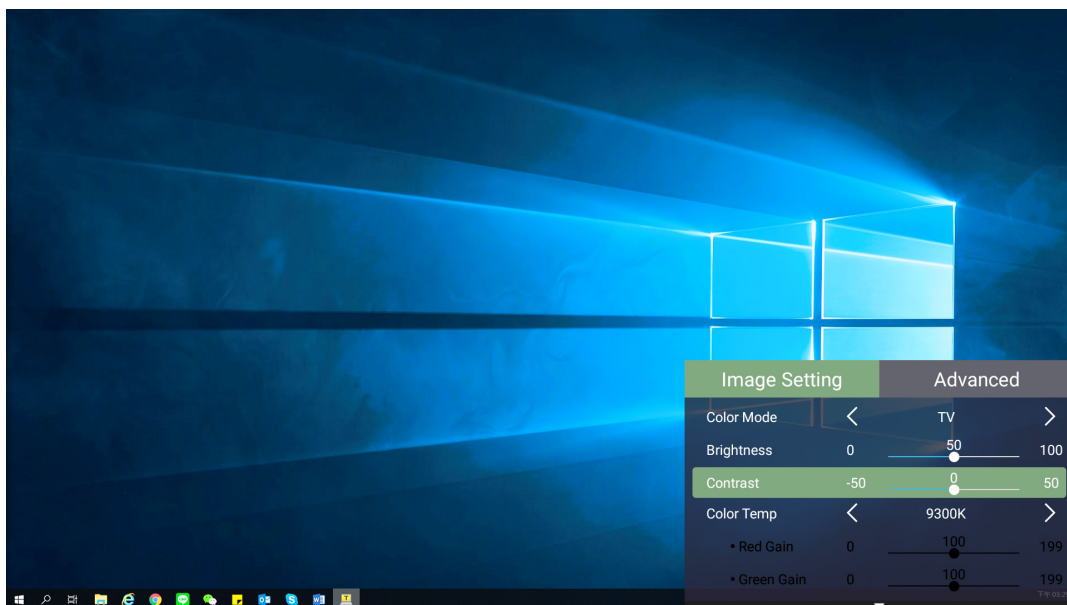 Image Setting Advanced
Color Mode TV
Brightness 0 50 100
Contrast -50 0 50
Color Temp 9300K
• Red Gain 0 100 199
• Green Gain 0 100 199